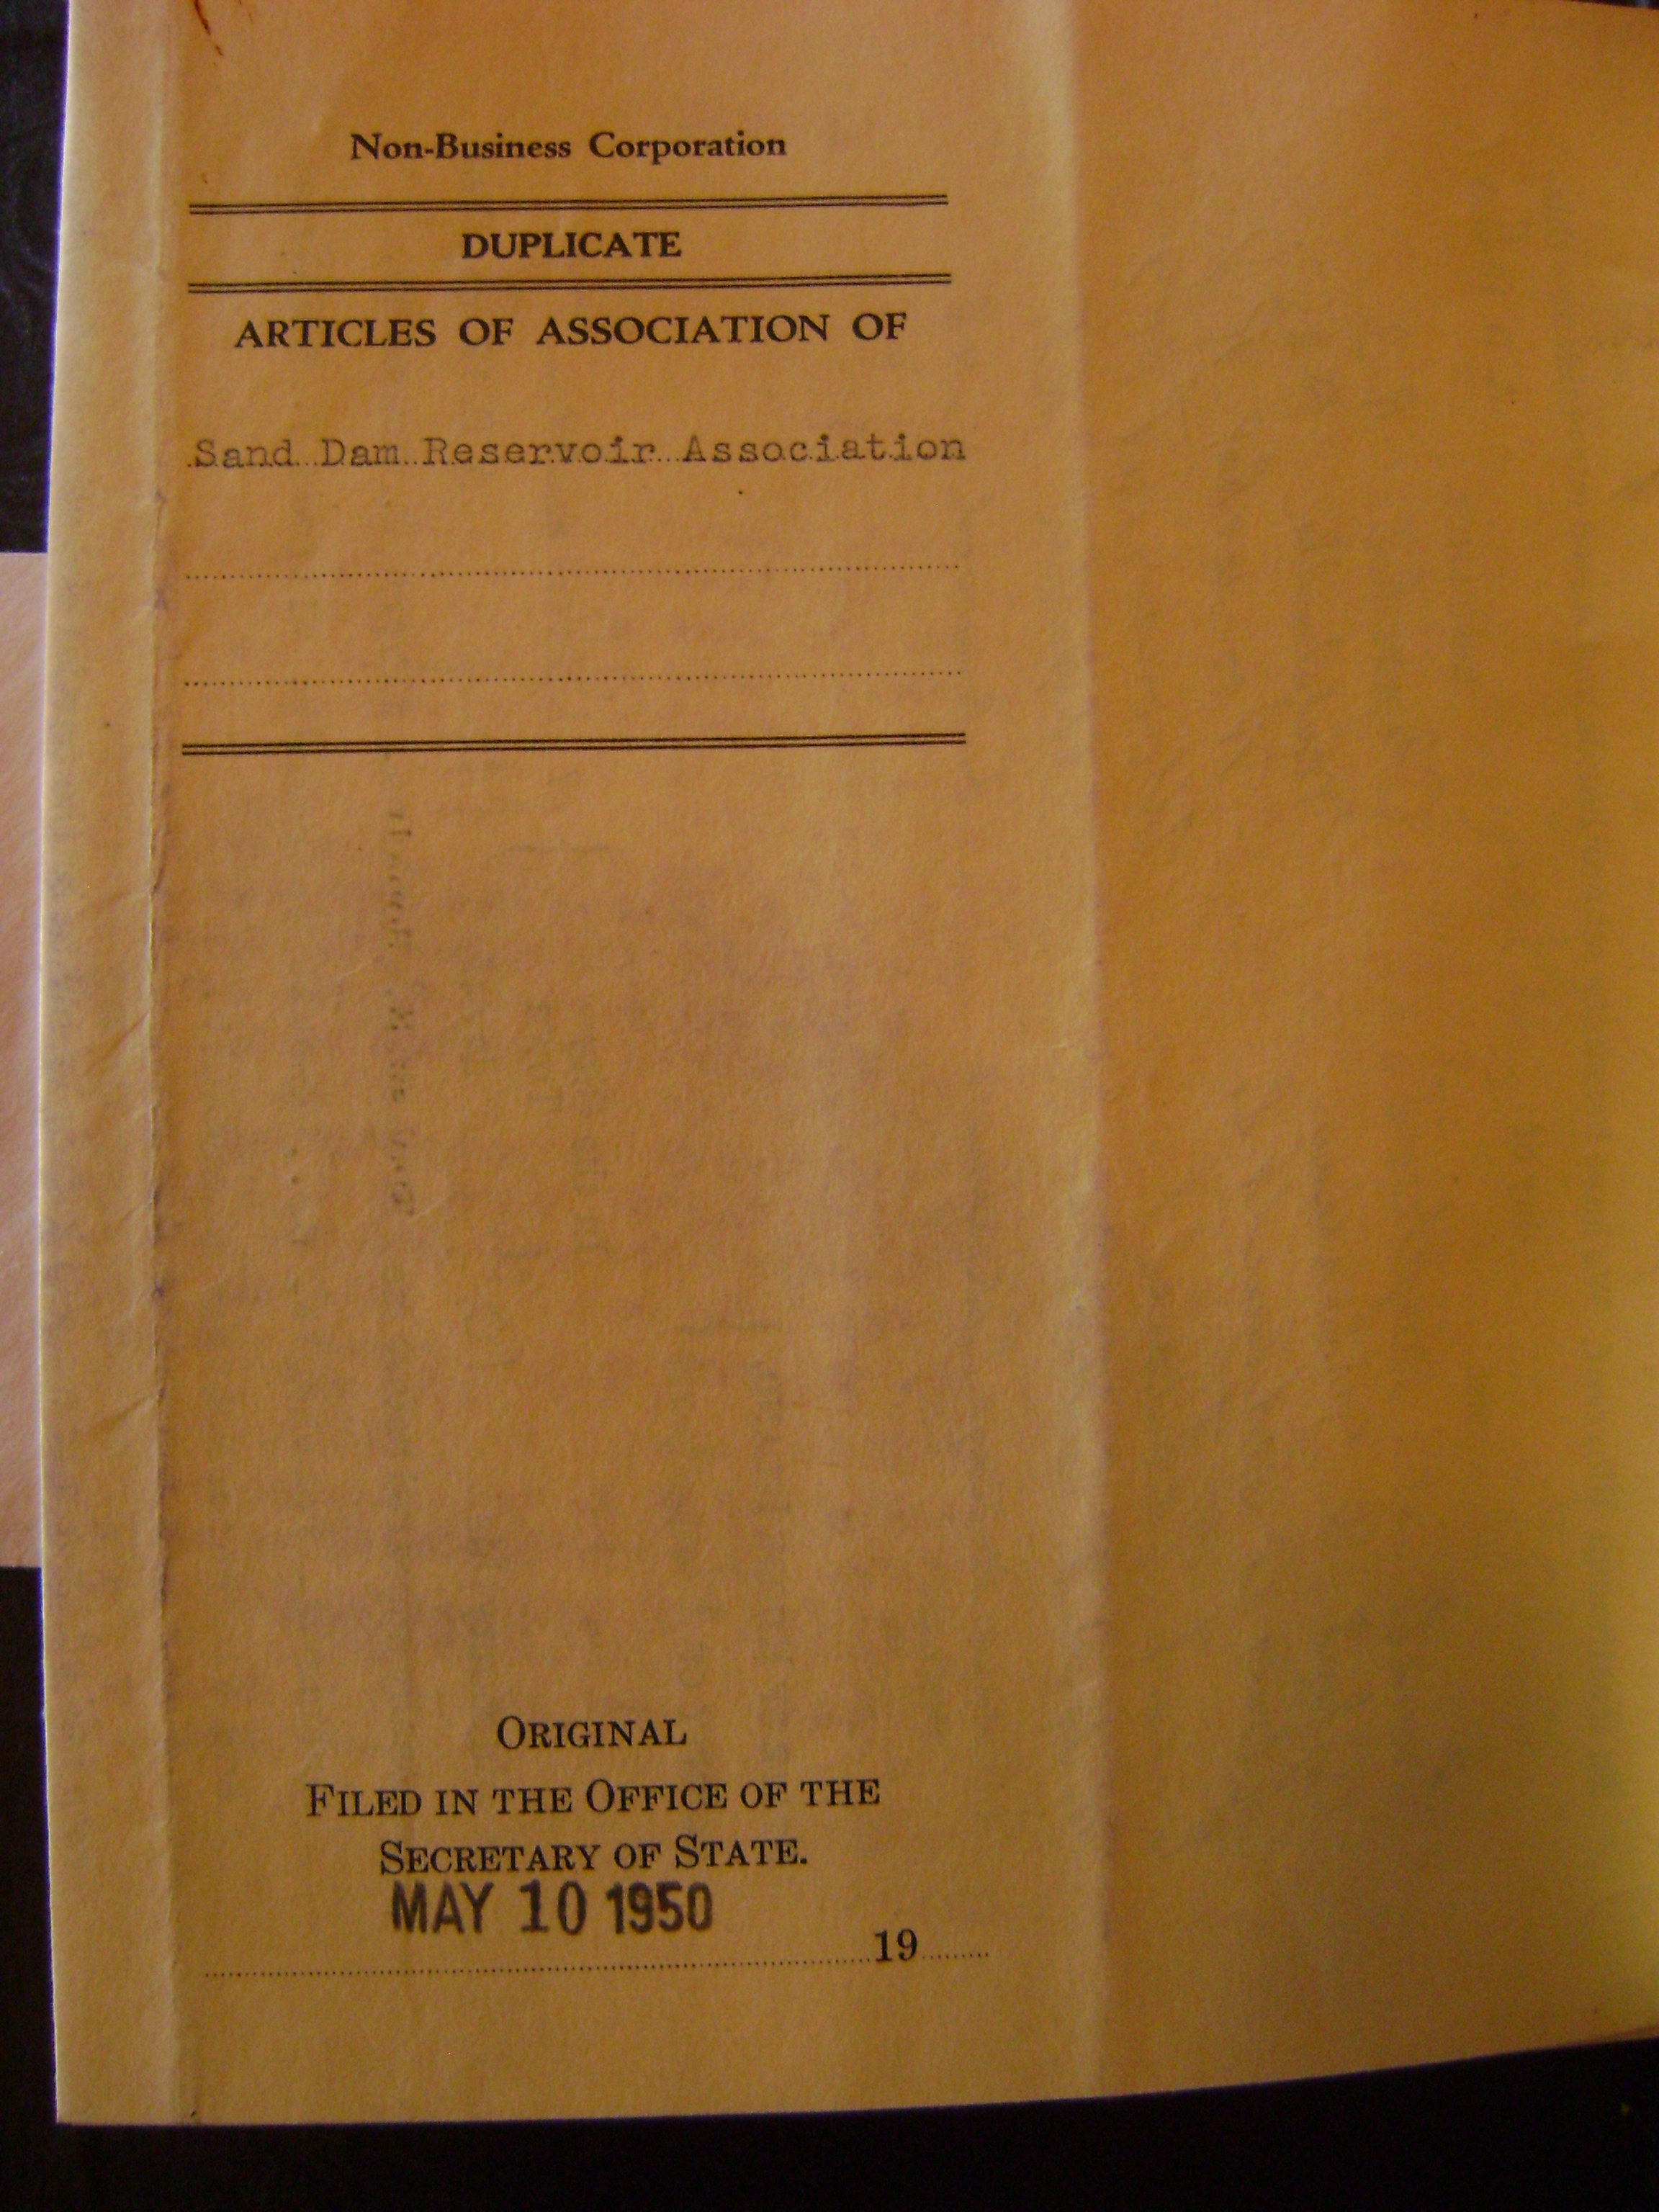 Non-Business Corporation
DUPLICATE
ARTICLES OF ASSOCIATION OF
Sand Dam Reservoir Association
ORIGINAL
FILED IN THE OFFICE OF THE
SECRETARY OF STATE.
MAY 10 1950
19